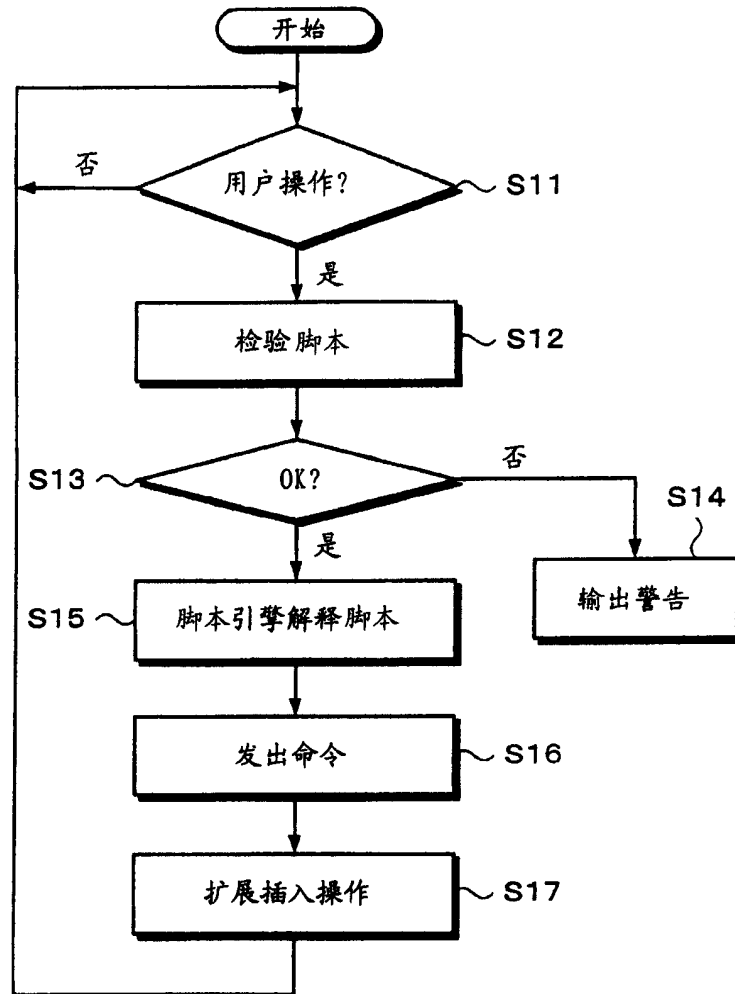 开始
否
用户操作?
S11
是
检验脚本
S12
S13
OK?
否
S14
是
输出警告
S15
脚本引擎解释脚本
发出命令
S16
扩展插入操作
S17